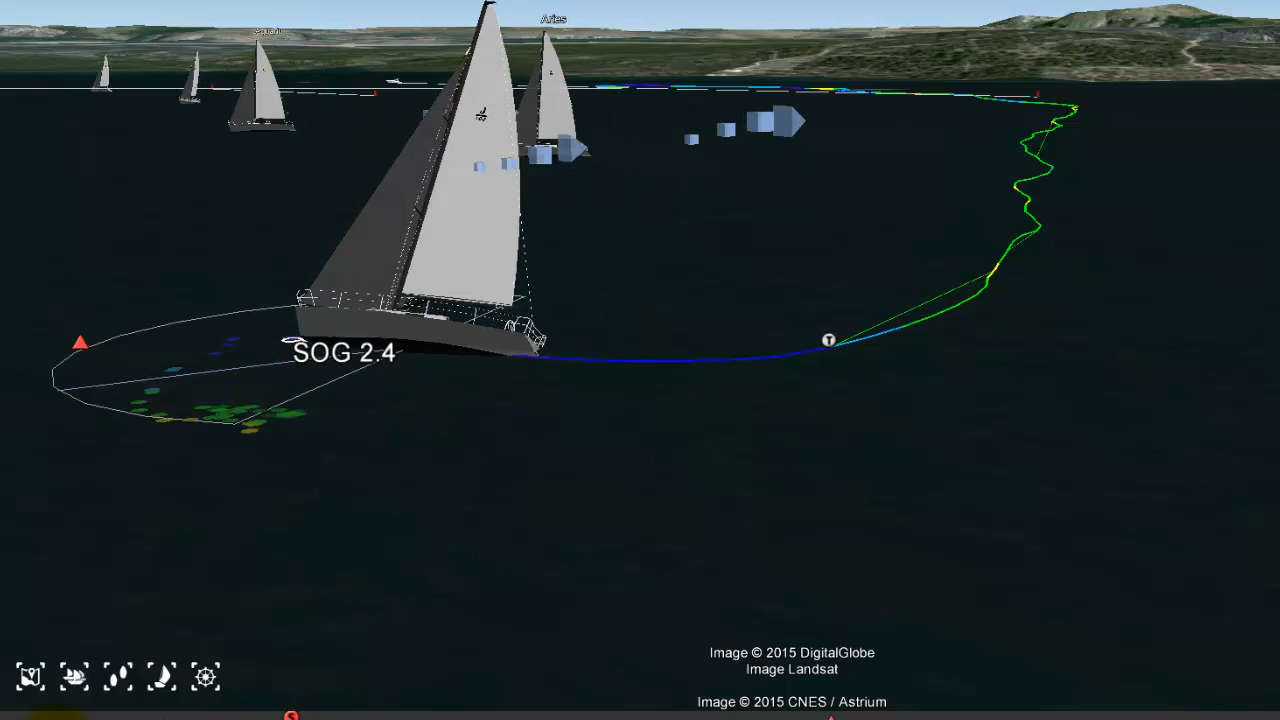 Aries
SOG 2.4
T
Image © 2015 DigitalGlobe
Image Landsat
Image © 2015 CNES / Astrium
S